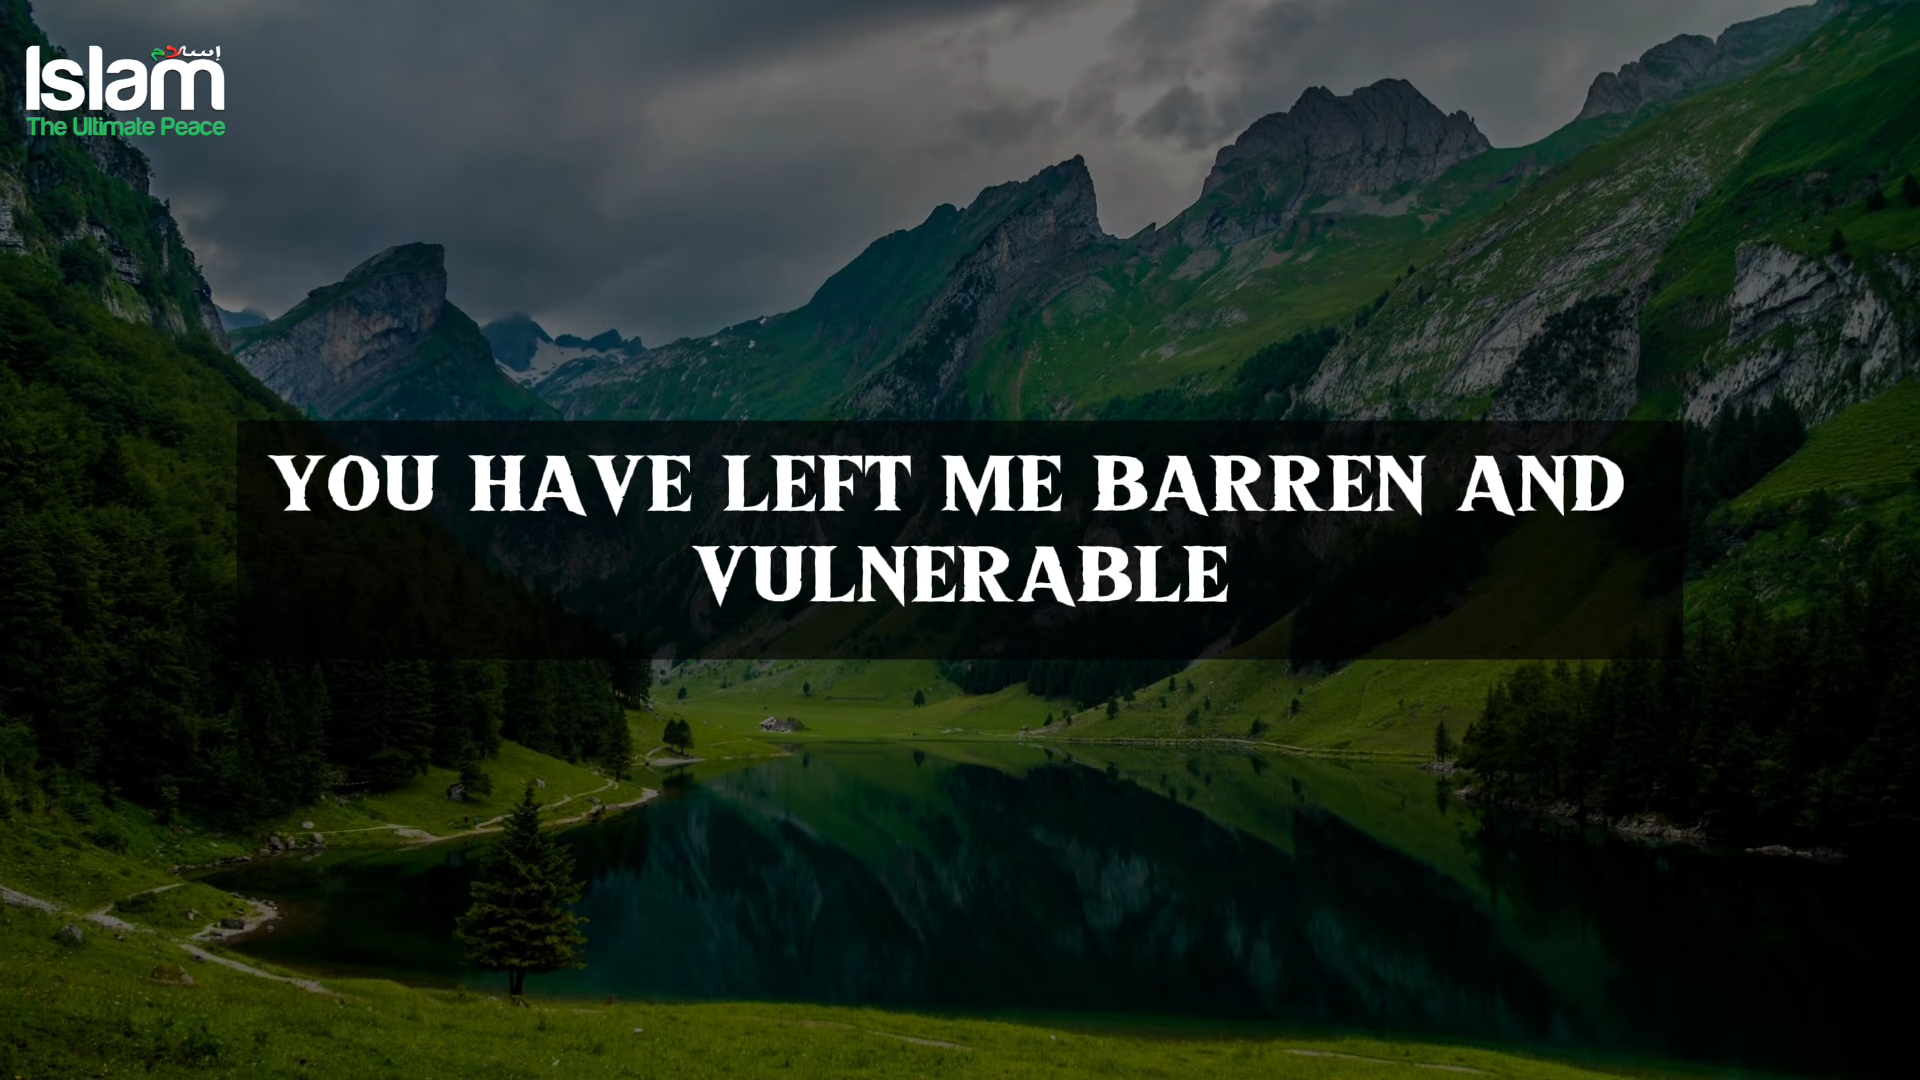 إسلام
Islam
The Ultimate Peace
YOU HAVE LEFT ME BARREN AND
VULNERABLE